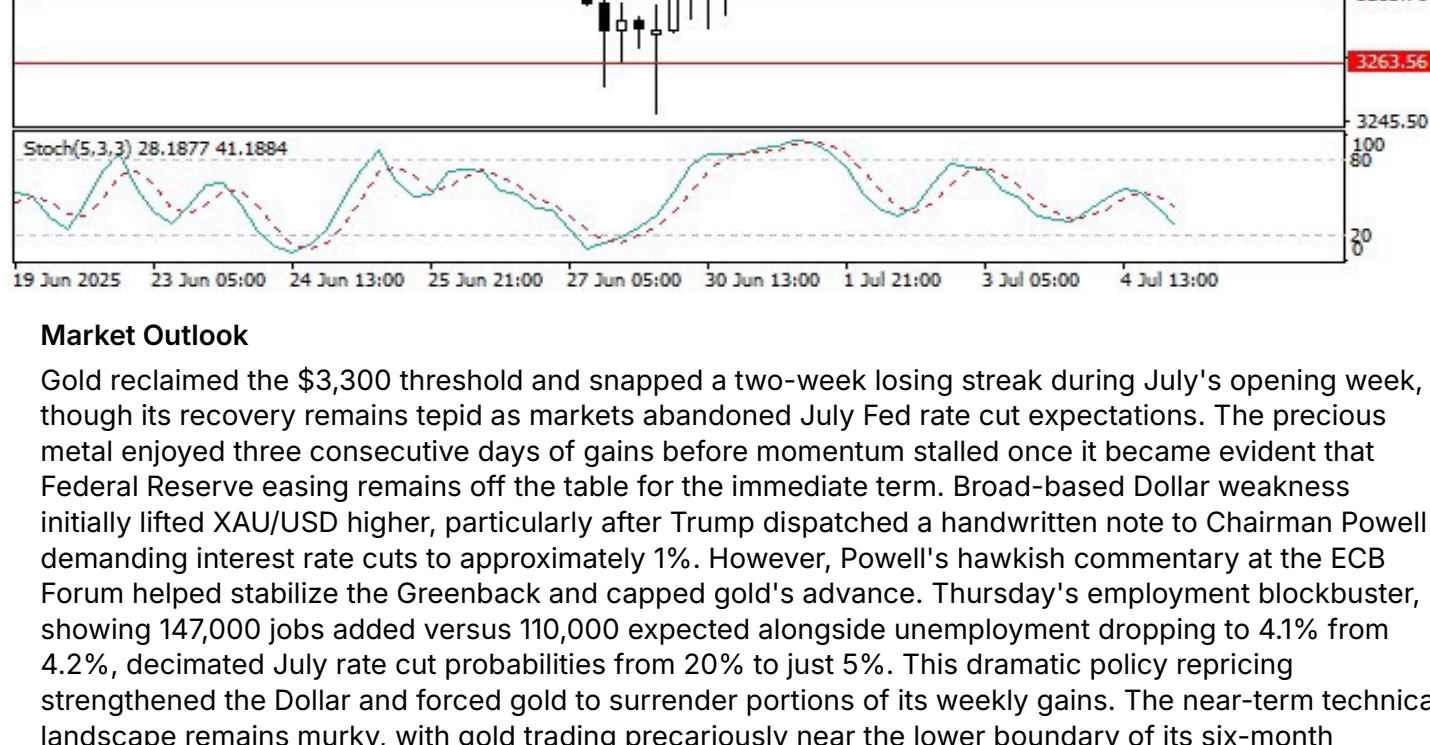 3263.56
3245.50
Stoch(5,3,3) 28.1877 41.1884
100
80
20
0
19 Jun 2025 23 Jun 05:00 24 Jun 13:00 25 Jun 21:00 27 Jun 05:00 30 Jun 13:00 1 Jul 21:00 3 Jul 05:00 4 Jul 13:00
Market Outlook
Gold reclaimed the $3,300 threshold and snapped a two-week losing streak during July's opening week,
though its recovery remains tepid as markets abandoned July Fed rate cut expectations. The precious
metal enjoyed three consecutive days of gains before momentum stalled once it became evident that
Federal Reserve easing remains off the table for the immediate term. Broad-based Dollar weakness
initially lifted XAU/USD higher, particularly after Trump dispatched a handwritten note to Chairman Powell
demanding interest rate cuts to approximately 1%. However, Powell's hawkish commentary at the ECB
Forum helped stabilize the Greenback and capped gold's advance. Thursday's employment blockbuster,
showing 147,000 jobs added versus 110,000 expected alongside unemployment dropping to 4.1% from
4.2%, decimated July rate cut probabilities from 20% to just 5%. This dramatic policy repricing
strengthened the Dollar and forced gold to surrender portions of its weekly gains. The near-term technica
landscape remains murky, with gold trading precariously near the lower boundary of its six-month